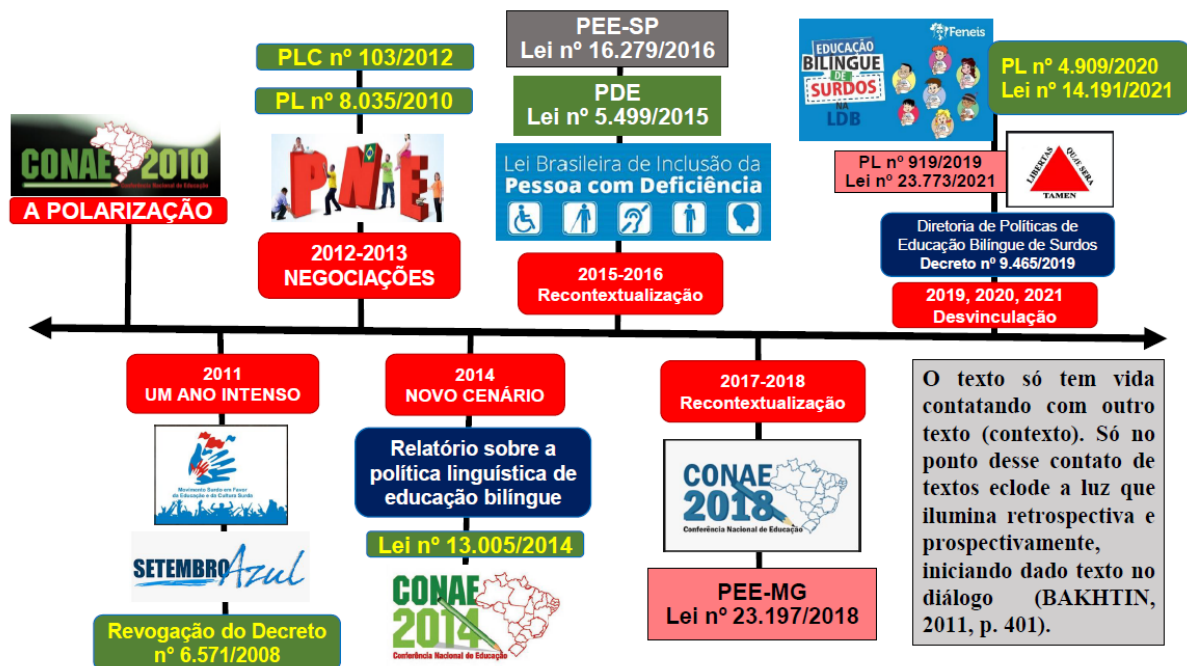 CONAE 2010
Conferência Nacional de Educação
A POLARIZAÇÃO
PLC nº 103/2012
PL nº 8.035/2010
PNE
2012-2013
NEGOCIAÇÕES
PEE-SP
Lei nº 16.279/2016
PDE
Lei nº 5.499/2015
Lei Brasileira de Inclusão da
Pessoa com Deficiência
2015-2016
Recontextualização
Feneis
EDUCAÇÃO
BILÍNGUE
DE
SURDOS
NA
LDB
PL nº 4.909/2020
Lei nº 14.191/2021
PL nº 919/2019
Lei nº 23.773/2021
LIBERTAS
QUÆ SERA
TAMEN
Diretoria de Políticas de
Educação Bilíngue de Surdos
Decreto nº 9.465/2019
2019, 2020, 2021
Desvinculação
2011
UM ANO INTENSO
Movimento Surdo em Favor
da Educação e da Cultura Surda
SETEMBRO Azul
Revogação do Decreto
nº 6.571/2008
2014
NOVO CENÁRIO
Relatório sobre a
política linguística de
educação bilíngue
Lei nº 13.005/2014
CONAE
2014
Conferência Nacional de Educação
2017-2018
Recontextualização
CONAE
2018
Conferência Nacional de Educação
PEE-MG
Lei nº 23.197/2018
O texto só tem vida
contatando com outro
texto (contexto). Só no
ponto desse contato de
textos eclode a luz que
ilumina retrospectiva e
prospectivamente,
iniciando dado texto no
diálogo (BAKHTIN,
2011, p. 401).